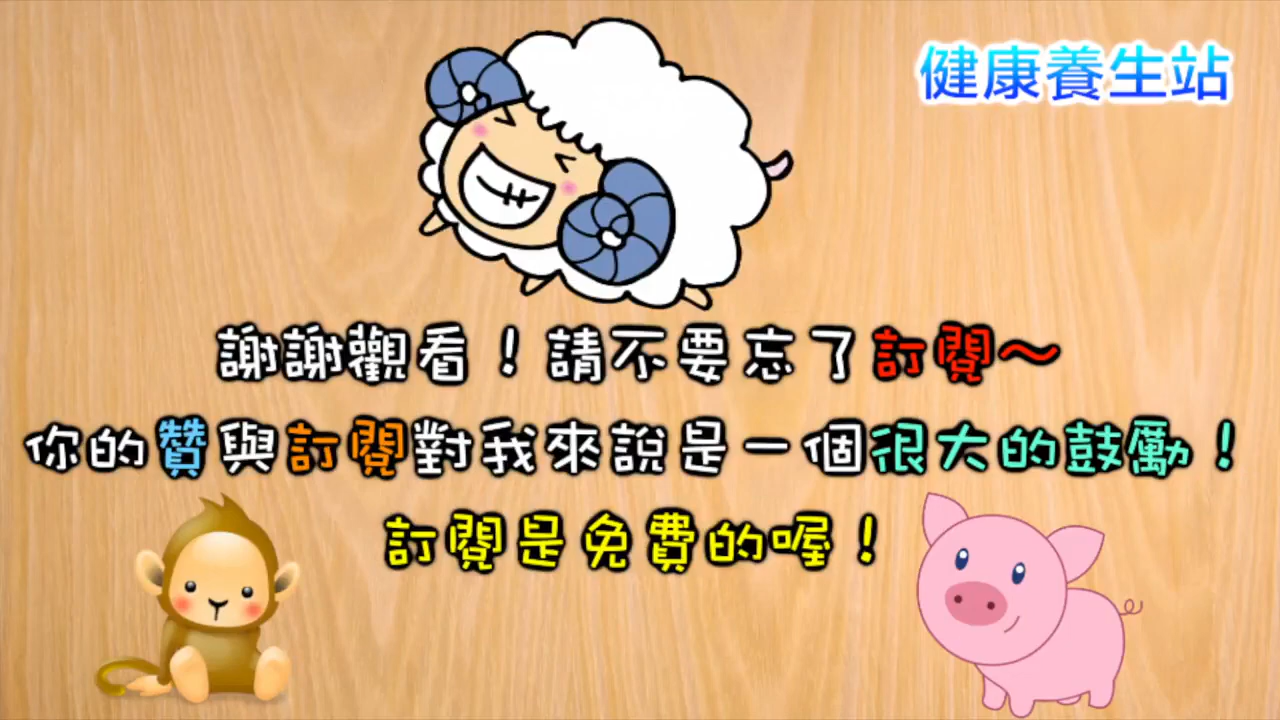 健康養生站
謝謝觀看！請不要忘了訂閱～
你的贊與訂閱對我來說是一個很大的鼓勵！
訂閱是免費的喔！